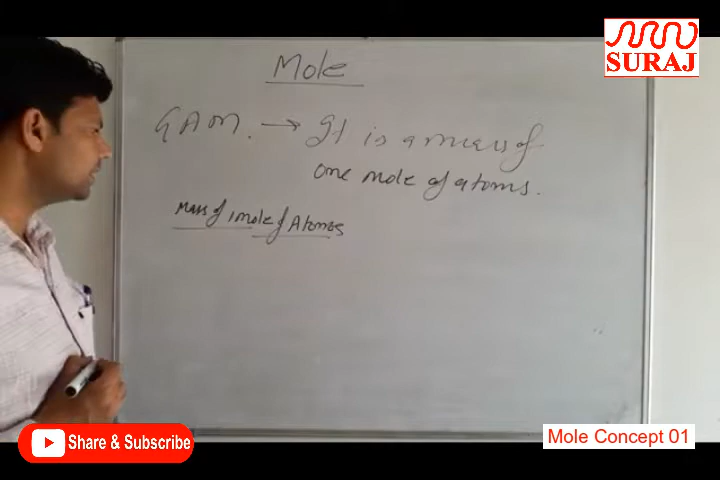 SURAJ
Mole
GAM. → It is a mass of
one mole of atoms.
Mass of 1 mole of Atomes
Share & Subscribe
Mole Concept 01